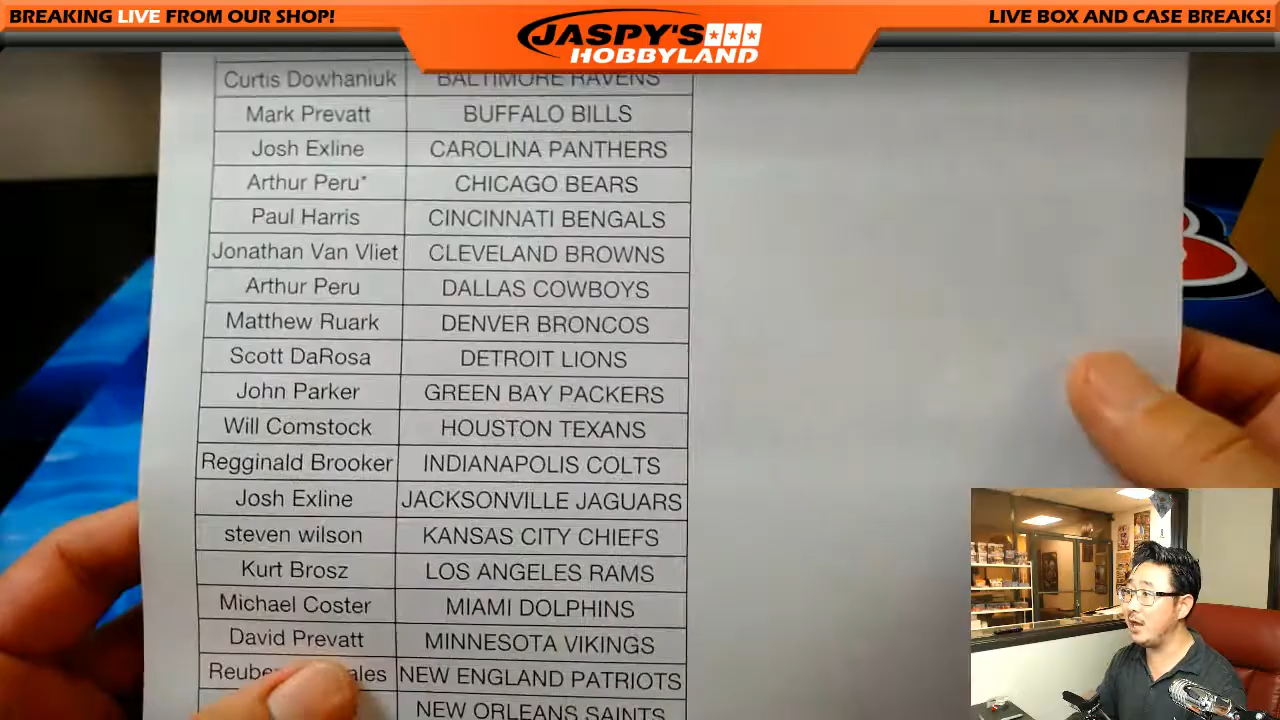 BREAKING LIVE FROM OUR SHOP!
JASPY'S
HOBBYLAND
LIVE BOX AND CASE BREAKS!
Curtis Dowhaniuk BALTIMORE RAVENS
Mark Prevatt BUFFALO BILLS
Josh Exline CAROLINA PANTHERS
Arthur Peru* CHICAGO BEARS
Paul Harris CINCINNATI BENGALS
Jonathan Van Vliet CLEVELAND BROWNS
Arthur Peru DALLAS COWBOYS
Matthew Ruark DENVER BRONCOS
Scott DaRosa DETROIT LIONS
John Parker GREEN BAY PACKERS
Will Comstock HOUSTON TEXANS
Regginald Brooker INDIANAPOLIS COLTS
Josh Exline JACKSONVILLE JAGUARS
steven wilson KANSAS CITY CHIEFS
Kurt Brosz LOS ANGELES RAMS
Michael Coster MIAMI DOLPHINS
David Prevatt MINNESOTA VIKINGS
NEW ENGLAND PATRIOTS
NEW ORLEANS SAINTS